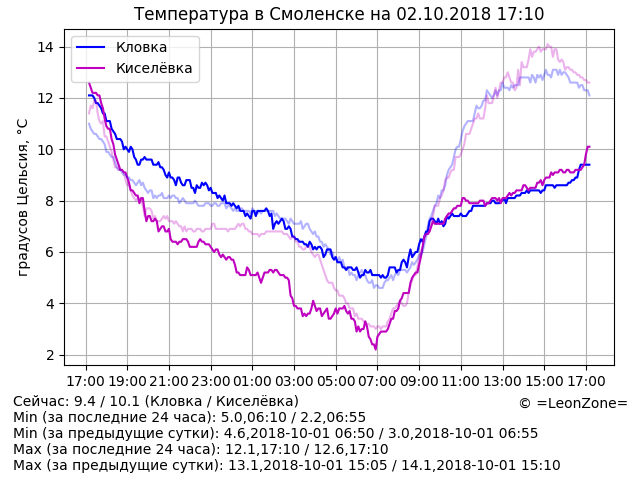 Температура в Смоленске на 02.10.2018 17:10
Кловка
Киселёвка
градусов Цельсия, °C
14
12
10
8
6
4
2
17:00 19:00 21:00 23:00 01:00 03:00 05:00 07:00 09:00 11:00 13:00 15:00 17:00
Сейчас: 9.4 / 10.1 (Кловка / Киселёвка)
© =LeonZone=
Min (за последние 24 часа): 5.0,06:10 / 2.2,06:55
Min (за предыдущие сутки): 4.6,2018-10-01 06:50 / 3.0,2018-10-01 06:55
Max (за последние 24 часа): 12.1,17:10 / 12.6,17:10
Max (за предыдущие сутки): 13.1,2018-10-01 15:05 / 14.1,2018-10-01 15:10